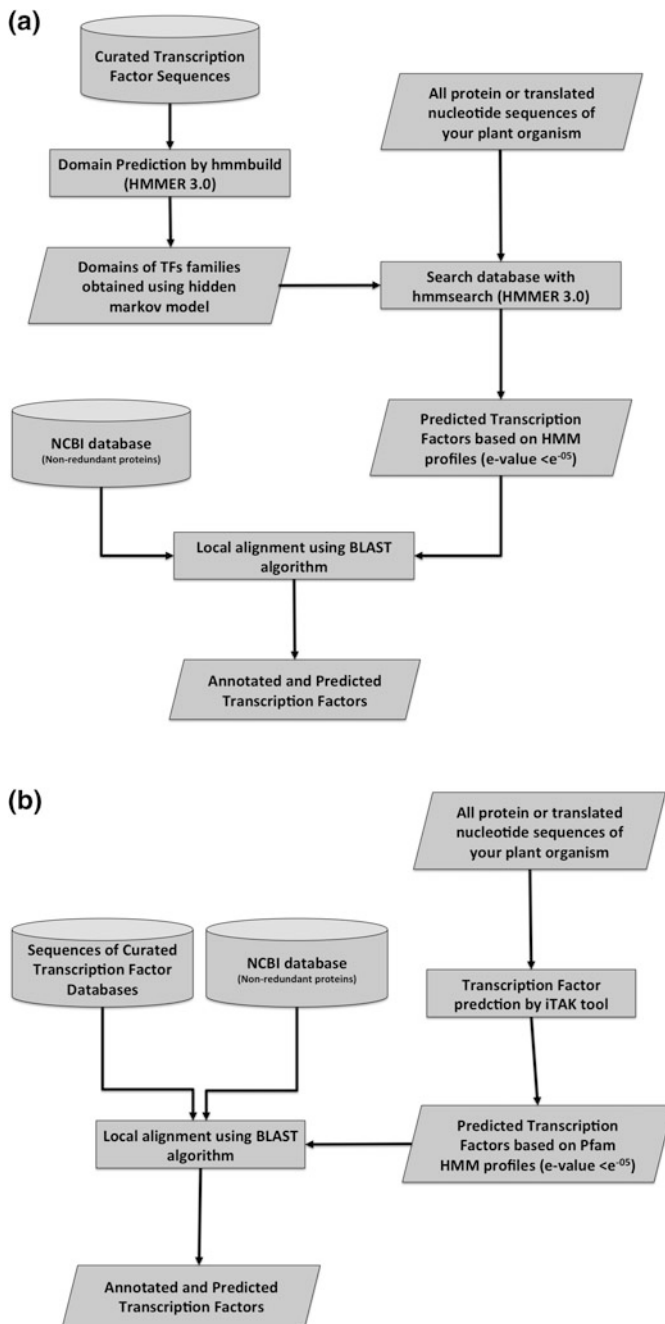 (a)
Curated Transcription
Factor Sequences
All protein or translated
nucleotide sequences of
your plant organism
Domain Prediction by hmmbuild
(HMMER 3.0)
Domains of TFs families
obtained using hidden
markov model
Search database with
hmmsearch (HMMER 3.0)
NCBI database
(Non-redundant proteins)
Predicted Transcription
Factors based on HMM
profiles (e-value <e-05)
Local alignment using BLAST
algorithm
Annotated and Predicted
Transcription Factors
(b)
All protein or translated
nucleotide sequences of
your plant organism
Sequences of Curated
Transcription Factor
Databases
NCBI database
(Non-redundant proteins)
Transcription Factor
predction by iTAK tool
Local alignment using BLAST
algorithm
Predicted Transcription
Factors based on Pfam
HMM profiles (e-value <e-05)
Annotated and Predicted
Transcription Factors